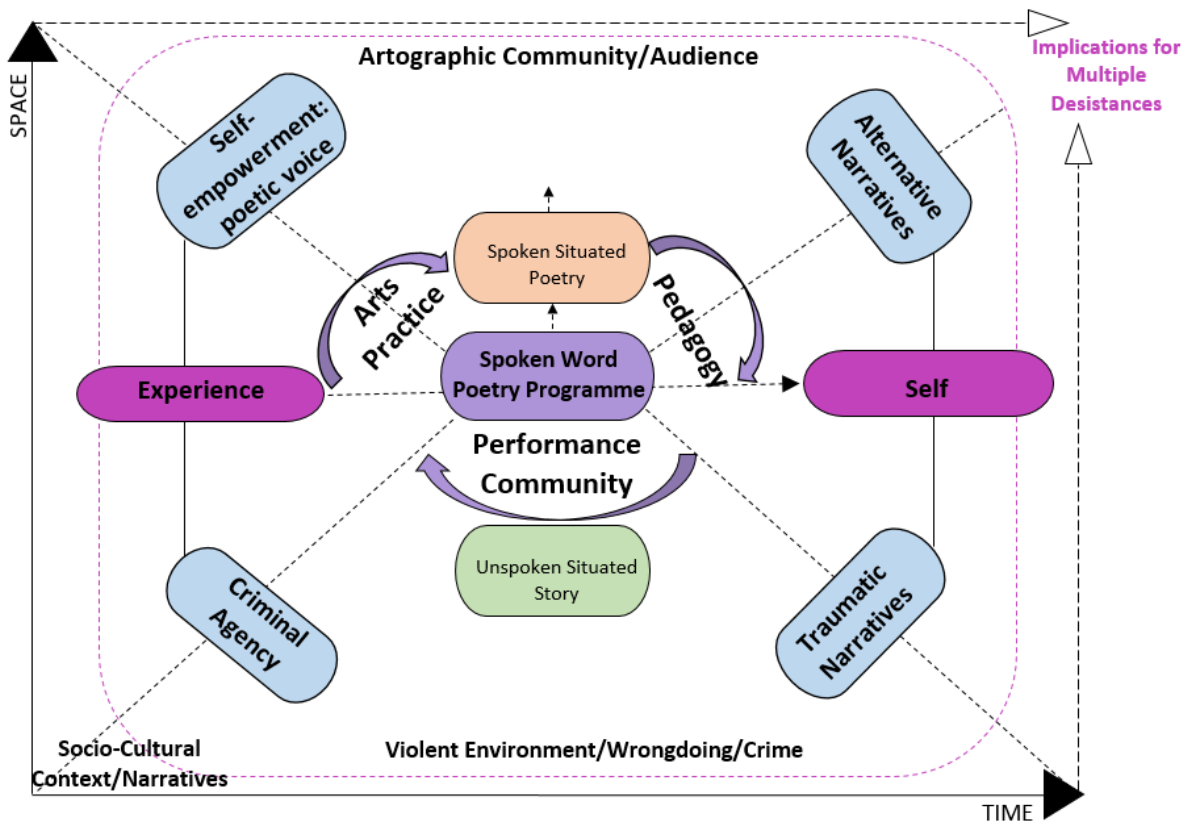 SPACE
Artographic Community/Audience
Implications for
Multiple
Desistances
Self-
empowerment:
poetic voice
Alternative
Narratives
Spoken Situated
Poetry
Arts
Practice
Pedagogy
Spoken Word
Poetry Programme
Experience
Self
Performance
Community
Unspoken Situated
Story
Criminal
Agency
Traumatic
Narratives
Socio-Cultural
Context/Narratives
Violent Environment/Wrongdoing/Crime
TIME